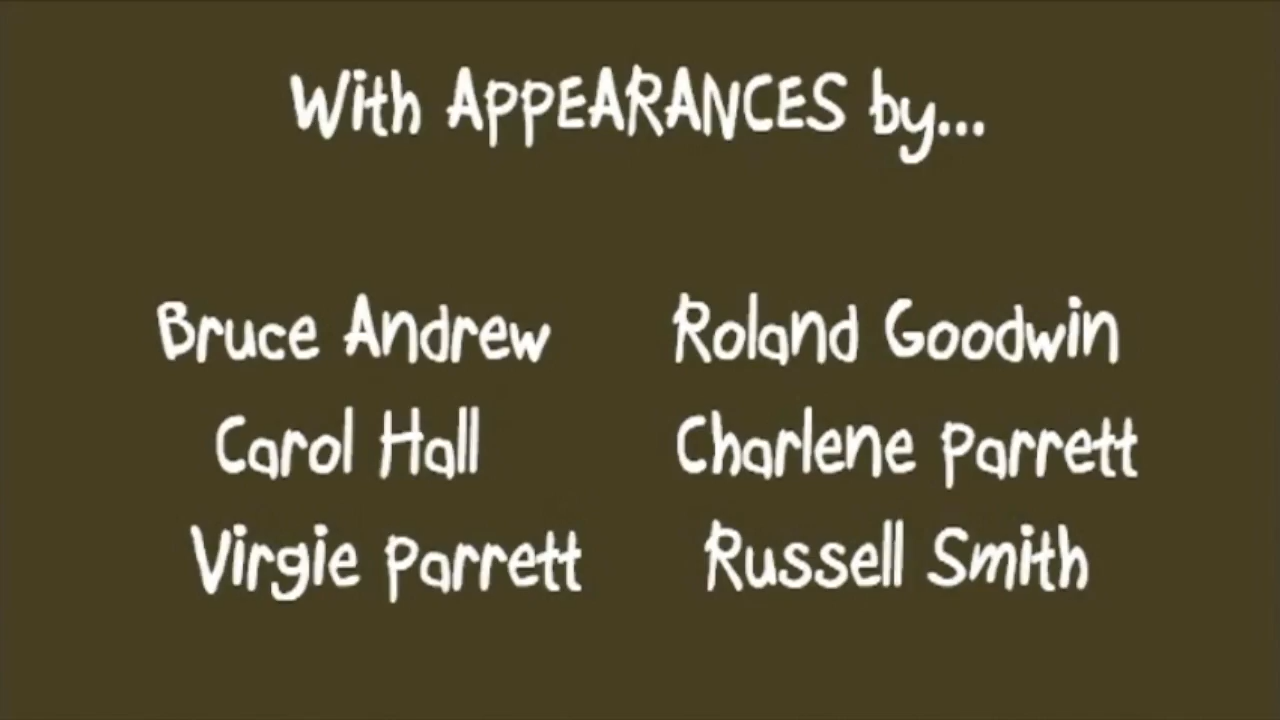 With APPEARANCES by...
Bruce Andrew
Roland Goodwin
Carol Hall
Charlene Parrett
Virgie Parrett
Russell Smith